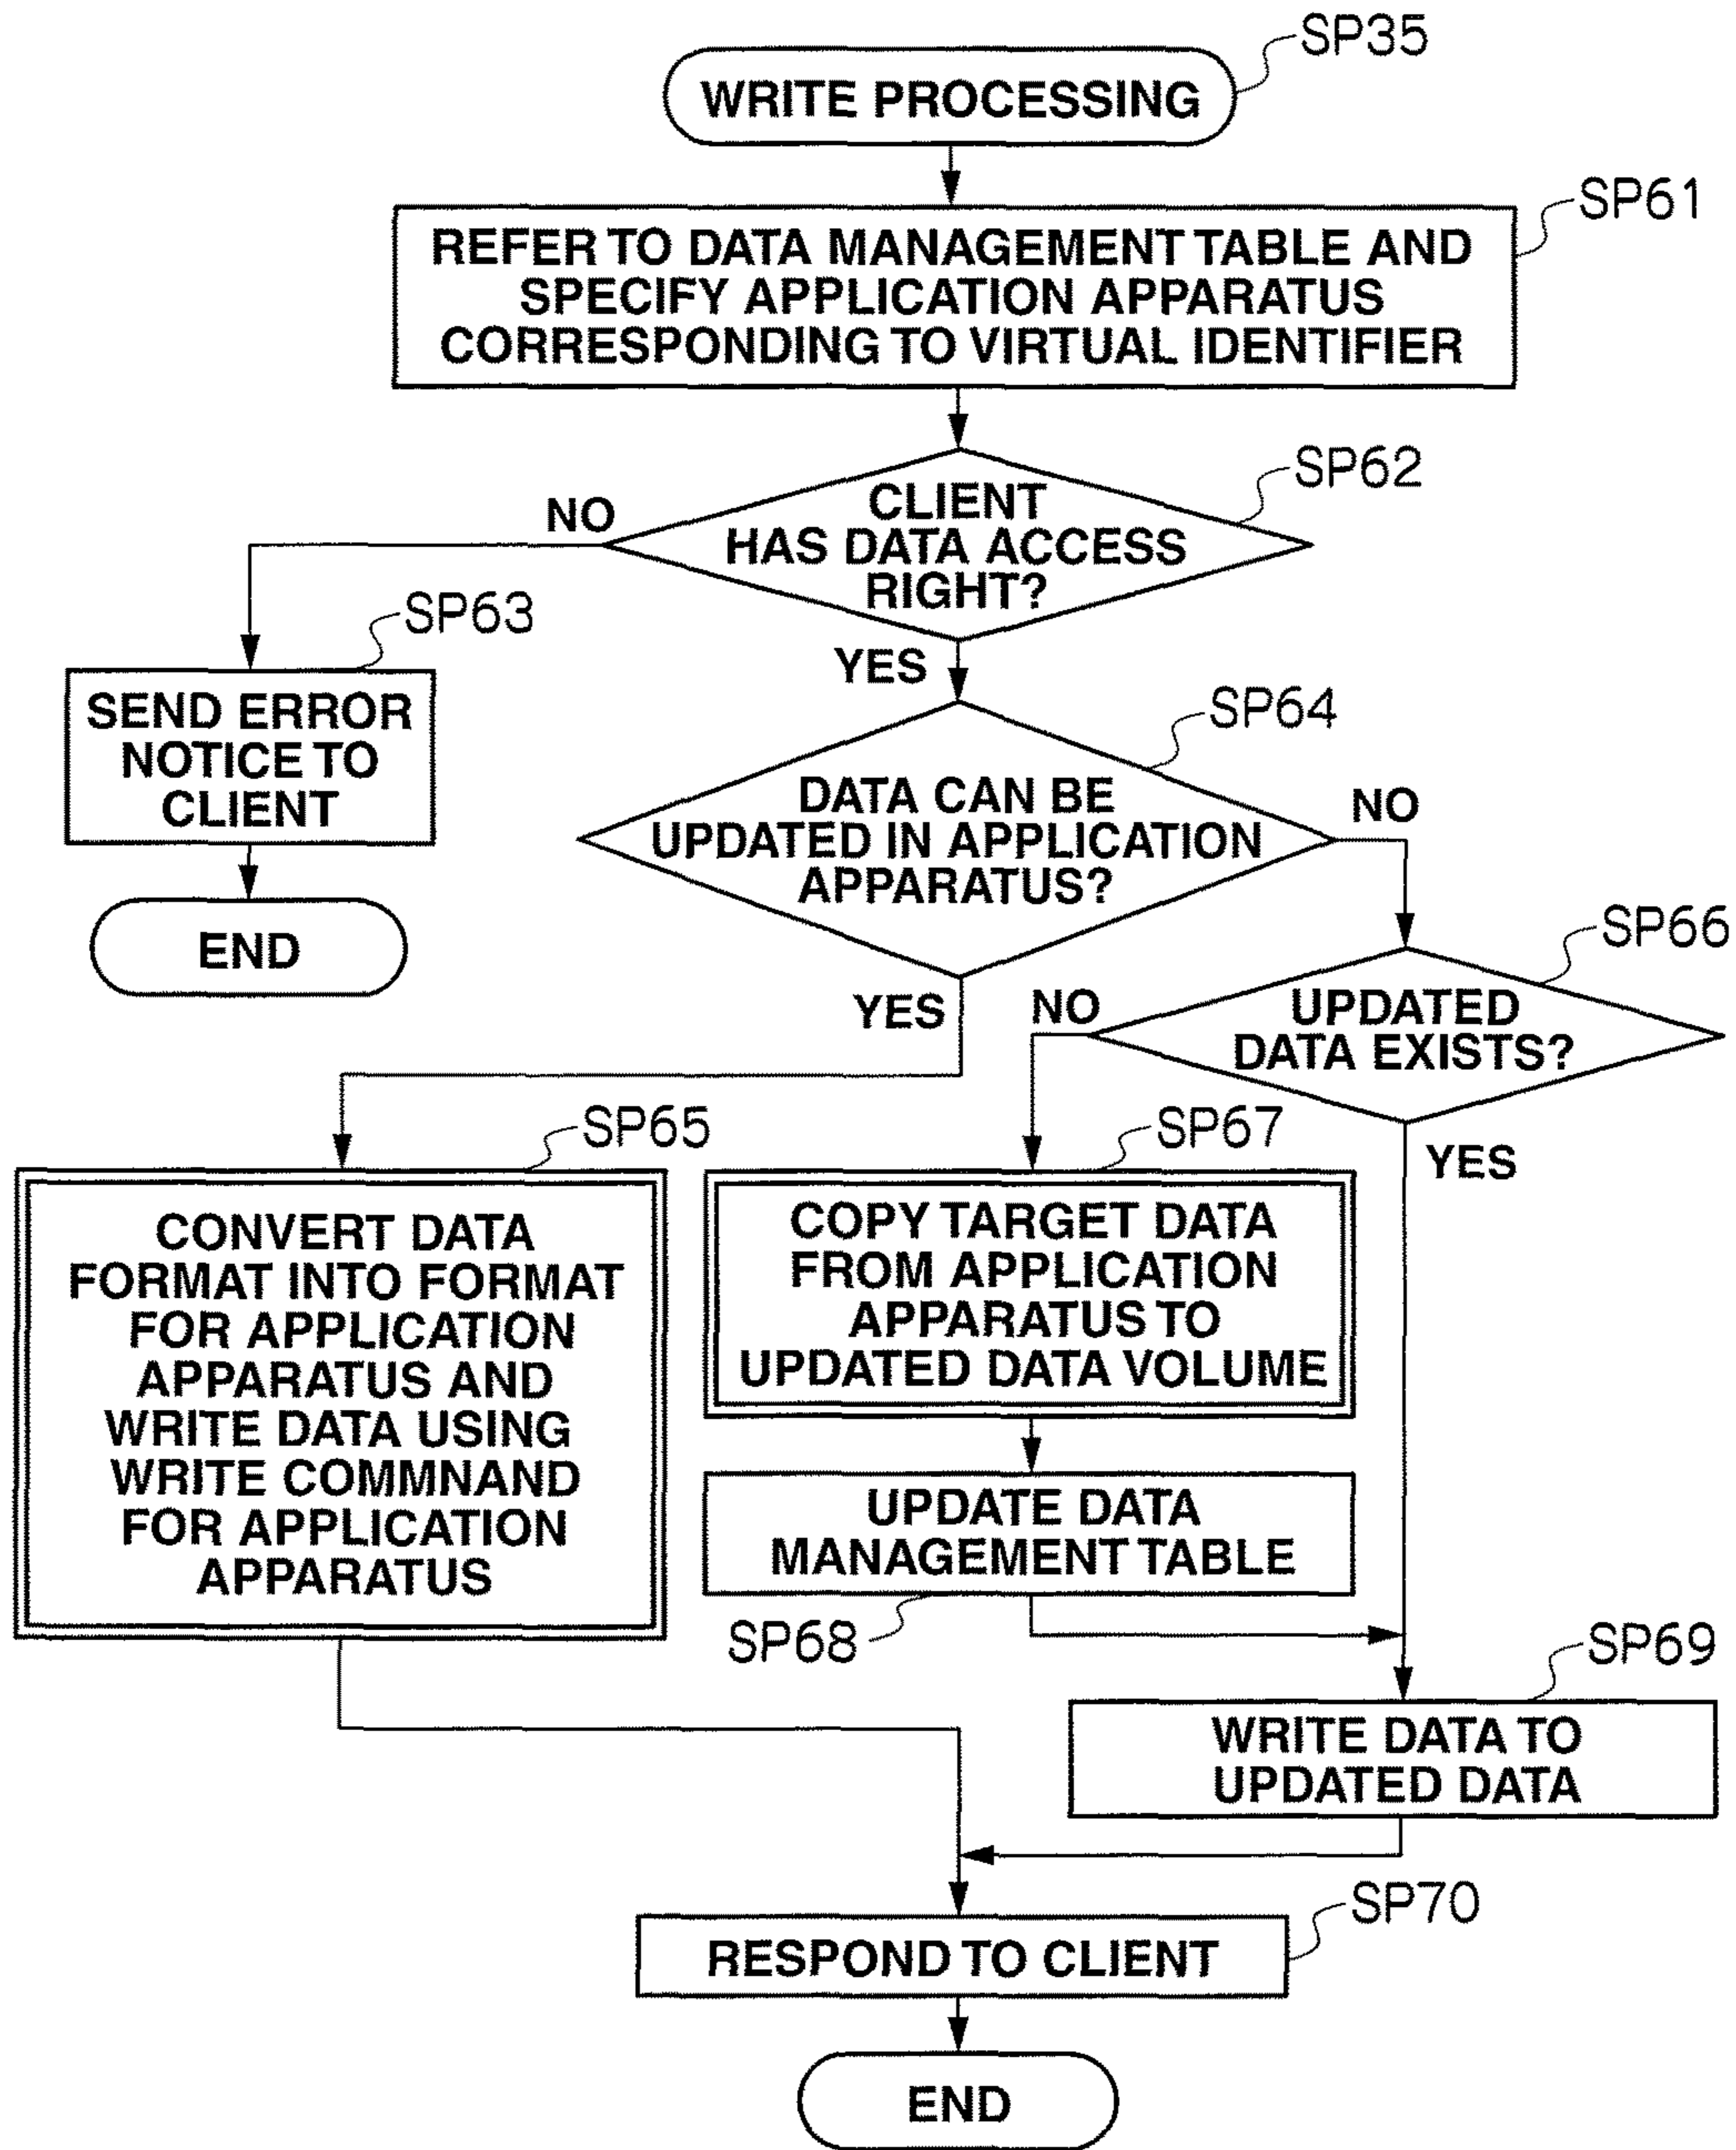 SP35
WRITE PROCESSING
SP61
REFER TO DATA MANAGEMENT TABLE AND
SPECIFY APPLICATION APPARATUS
CORRESPONDING TO VIRTUAL IDENTIFIER
SP62
CLIENT
HAS DATA ACCESS
RIGHT?
NO
YES
SP63
SEND ERROR
NOTICE TO
CLIENT
END
SP64
DATA CAN BE
UPDATED IN APPLICATION
APPARATUS?
NO
YES
SP66
UPDATED
DATA EXISTS?
NO
YES
SP65
CONVERT DATA
FORMAT INTO FORMAT
FOR APPLICATION
APPARATUS AND
WRITE DATA USING
WRITE COMMNAND
FOR APPLICATION
APPARATUS
SP67
COPY TARGET DATA
FROM APPLICATION
APPARATUS TO
UPDATED DATA VOLUME
UPDATE DATA
MANAGEMENT TABLE
SP68
SP69
WRITE DATA TO
UPDATED DATA
SP70
RESPOND TO CLIENT
END